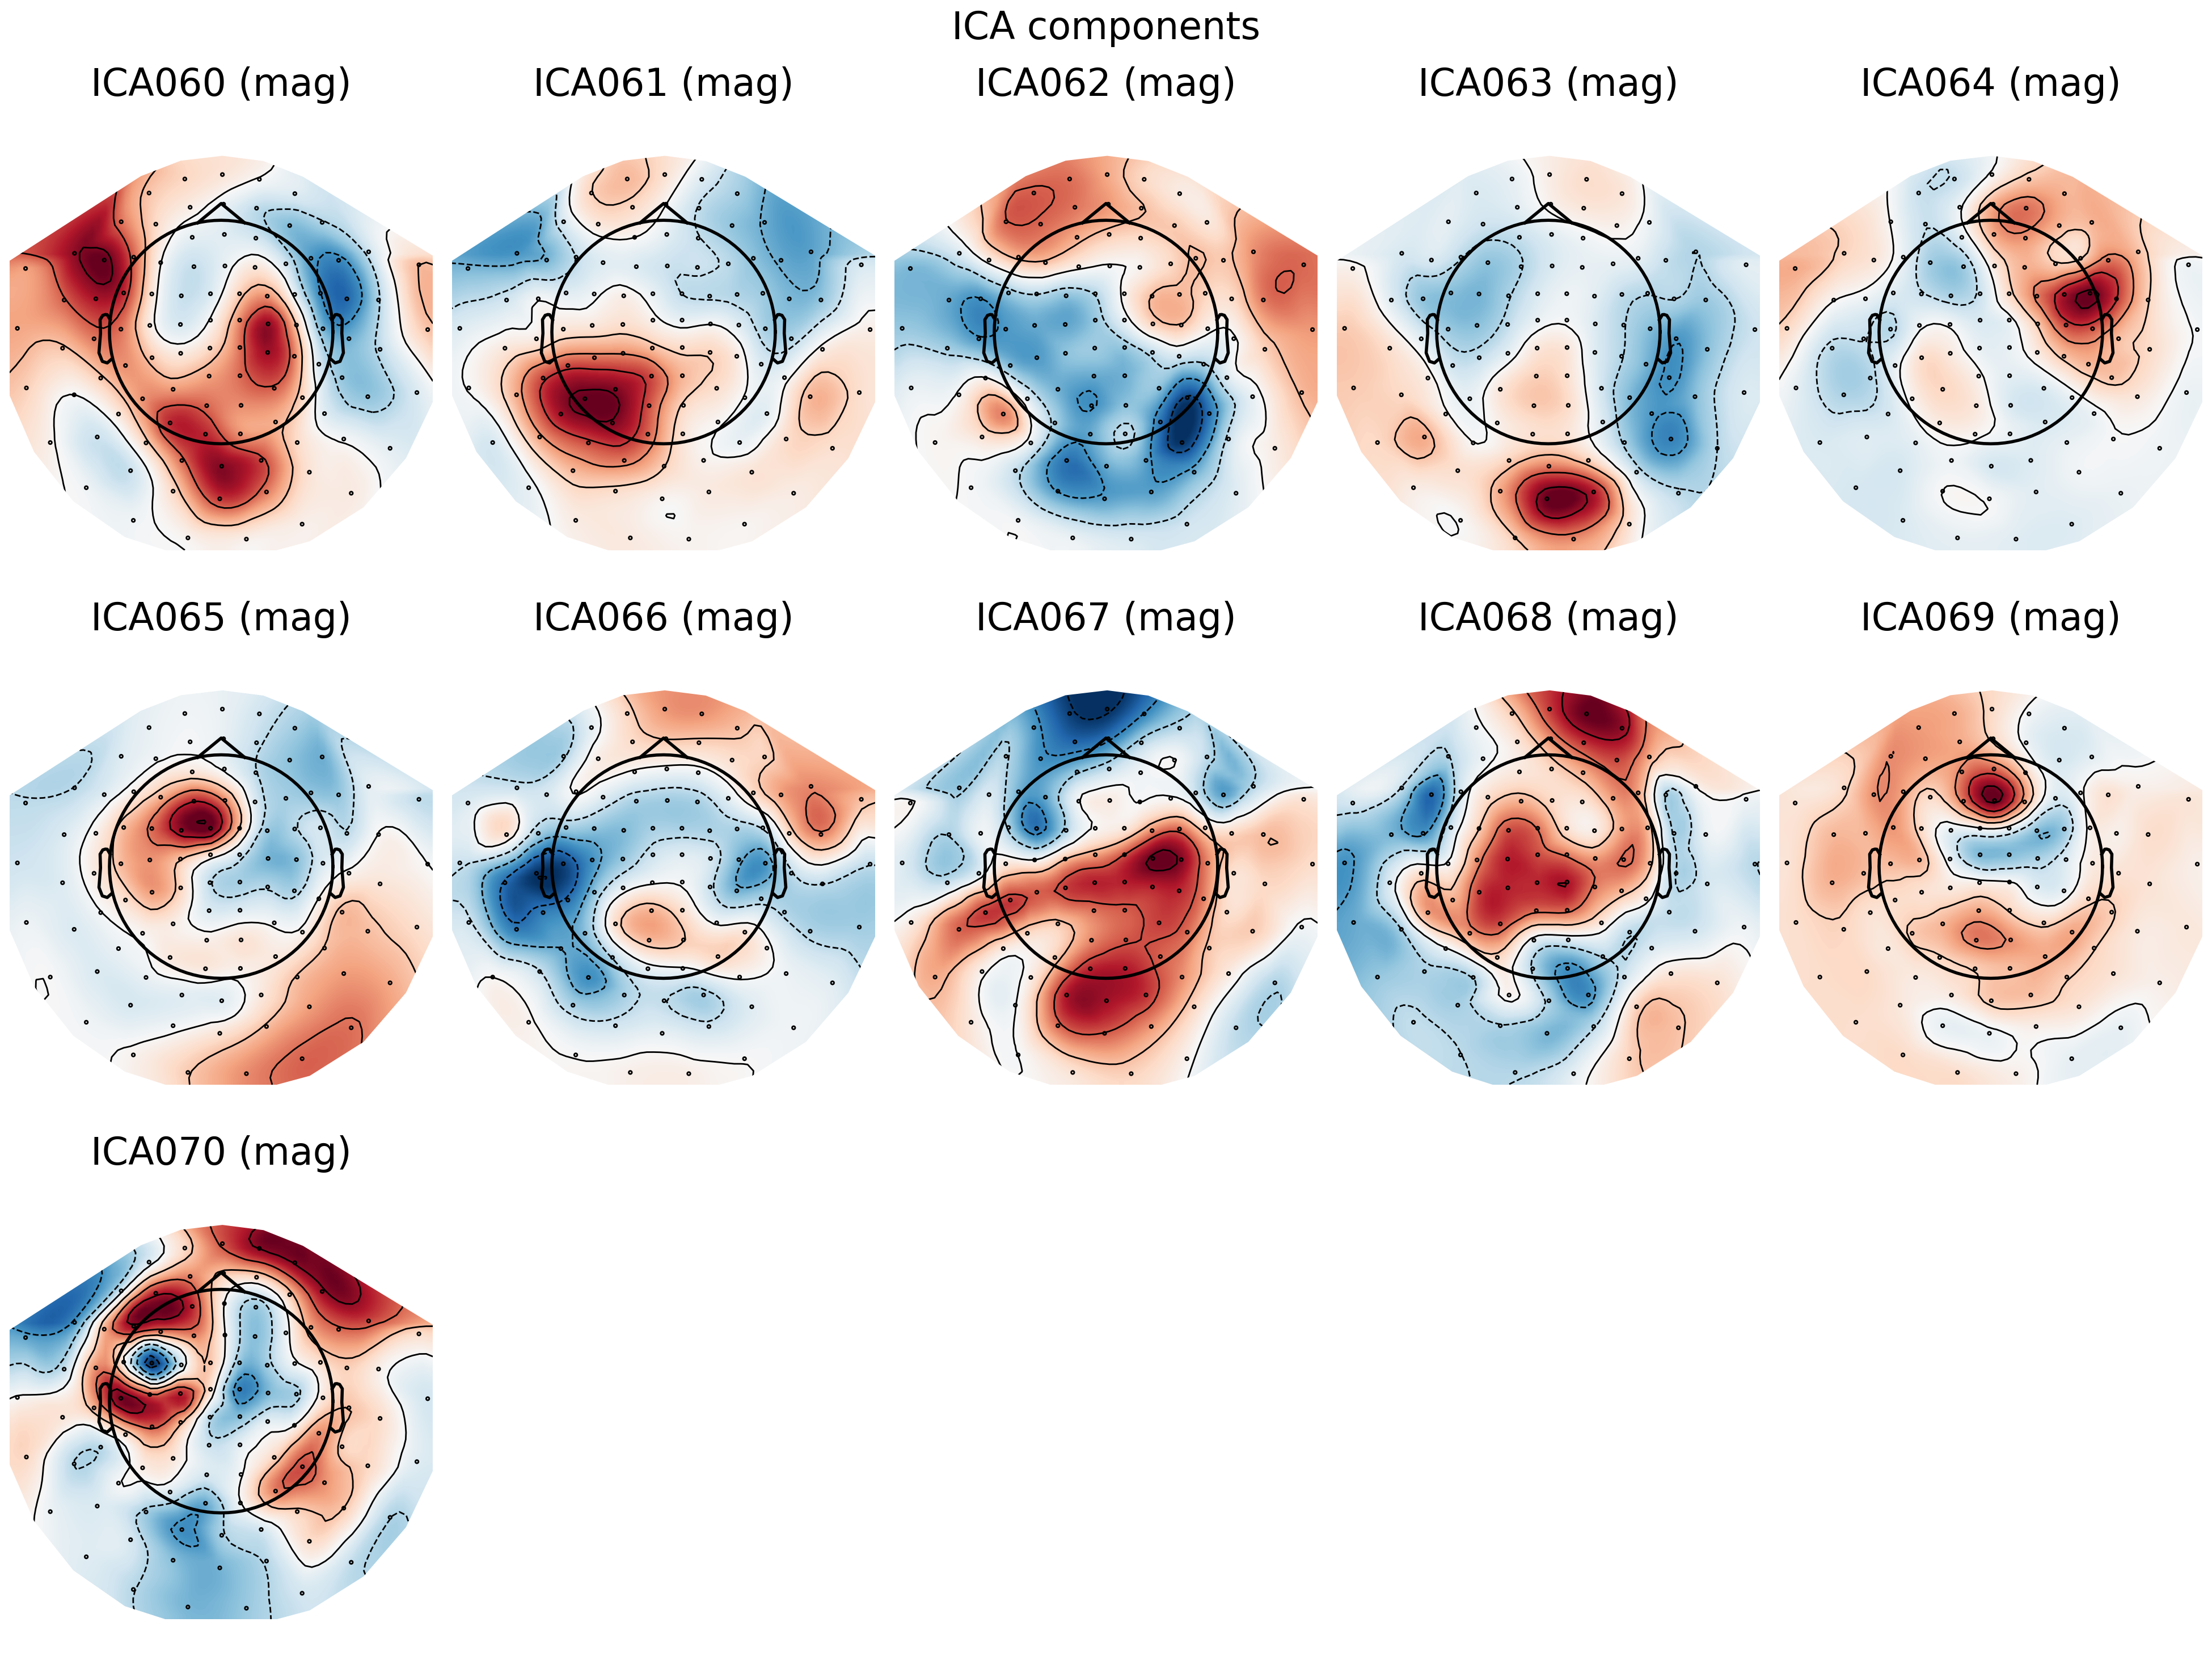 ICA components
ICA060 (mag) ICA061 (mag) ICA062 (mag) ICA063 (mag) ICA064 (mag)
ICA065 (mag) ICA066 (mag) ICA067 (mag) ICA068 (mag) ICA069 (mag)
ICA070 (mag)